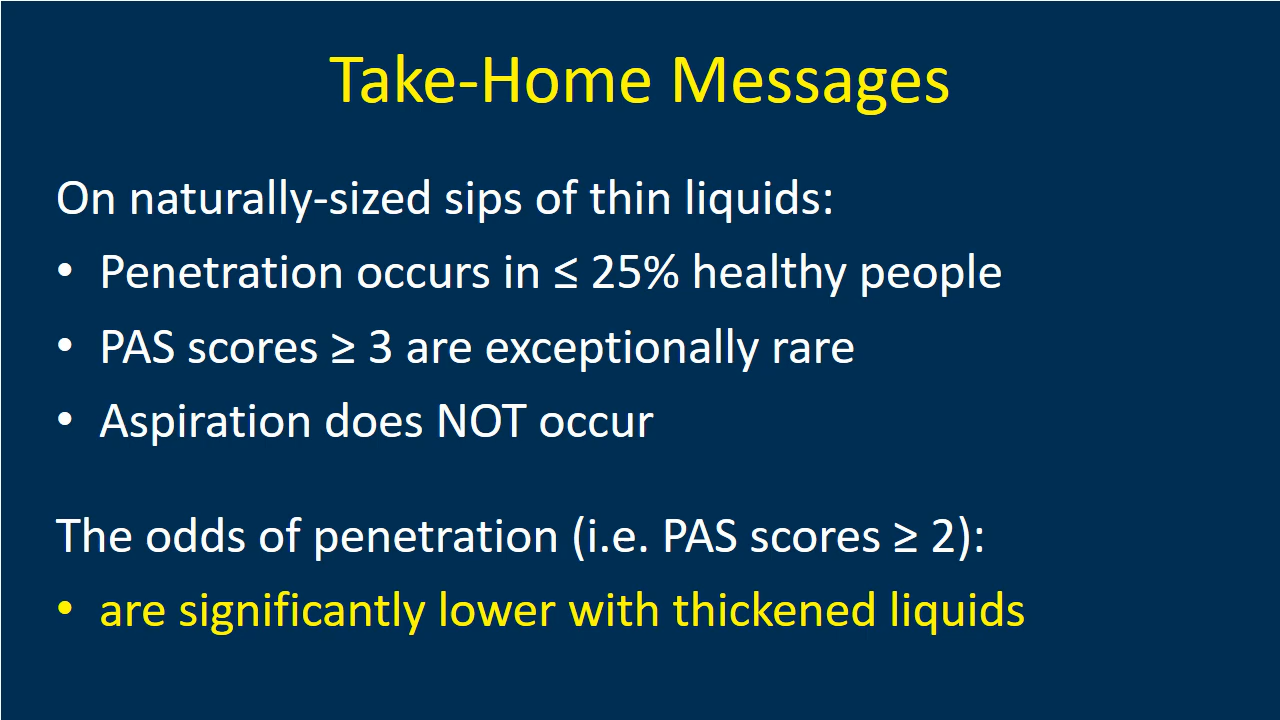 Take-Home Messages
On naturally-sized sips of thin liquids:
• Penetration occurs in ≤ 25% healthy people
• PAS scores ≥ 3 are exceptionally rare
• Aspiration does NOT occur
The odds of penetration (i.e. PAS scores ≥ 2):
• are significantly lower with thickened liquids